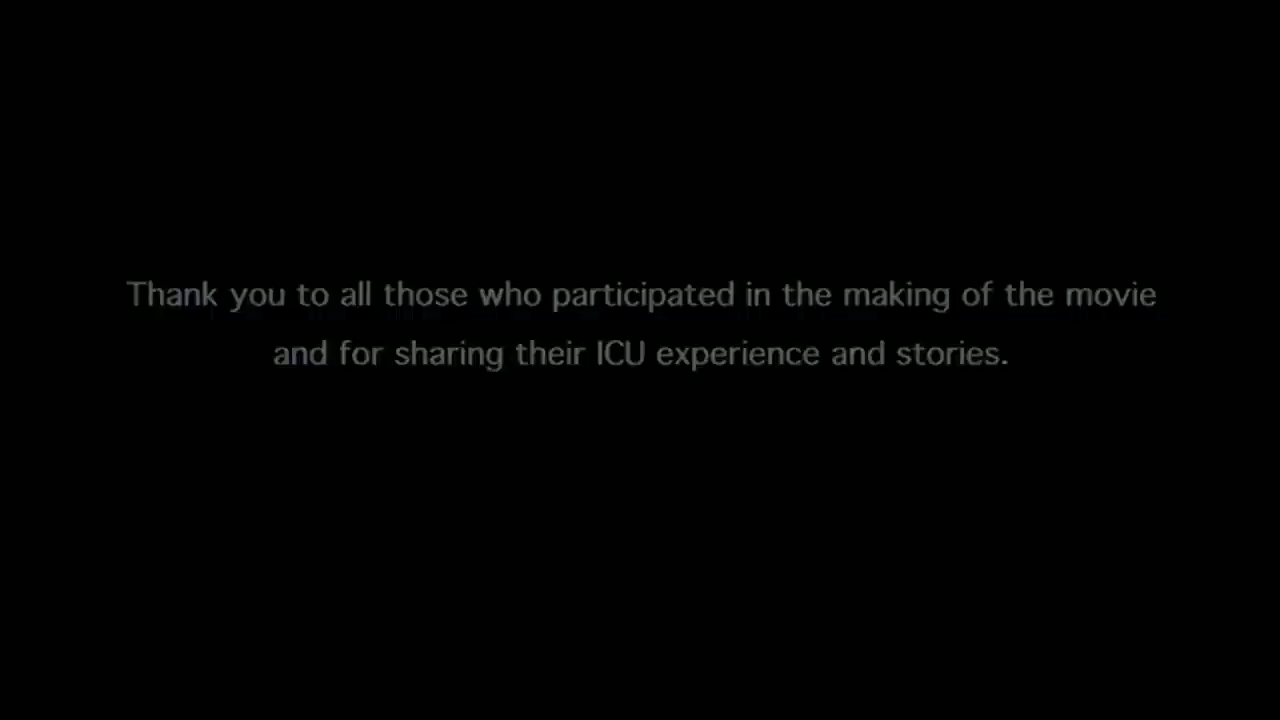 Thank you to all those who participated in the making of the movie
and for sharing their ICU experience and stories.